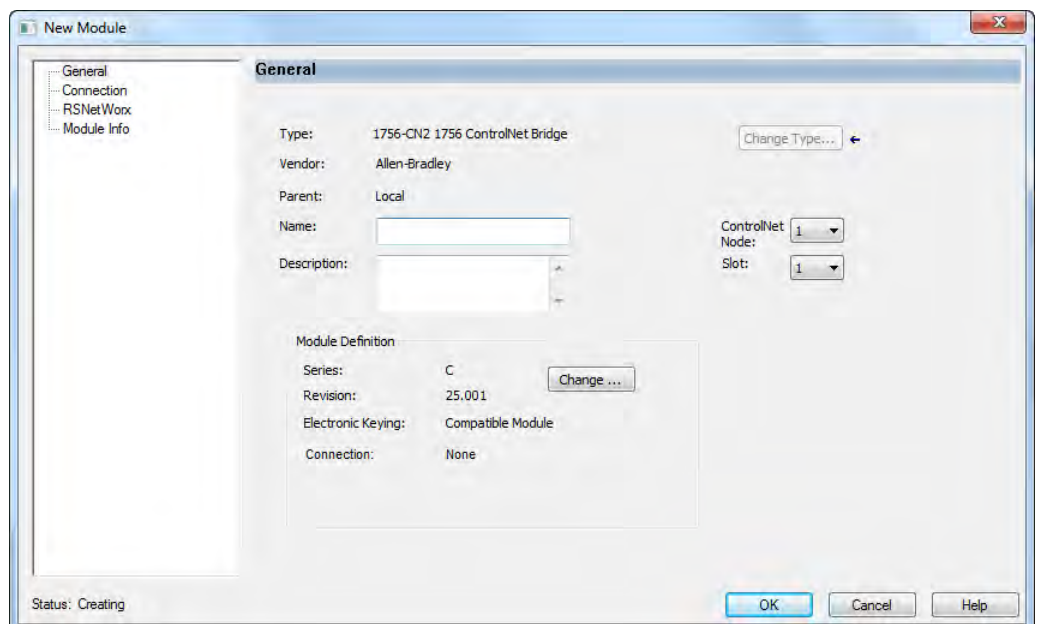 New Module
General
Connection
RSNetWorx
Module Info
General
Type: 1756-CN2 1756 ControlNet Bridge
Change Type...
Vendor: Allen-Bradley
Parent: Local
Name:
ControlNet Node: 1
Description:
Slot: 1
Module Definition
Series: C
Change ...
Revision: 25.001
Electronic Keying: Compatible Module
Connection: None
Status: Creating
OK Cancel Help